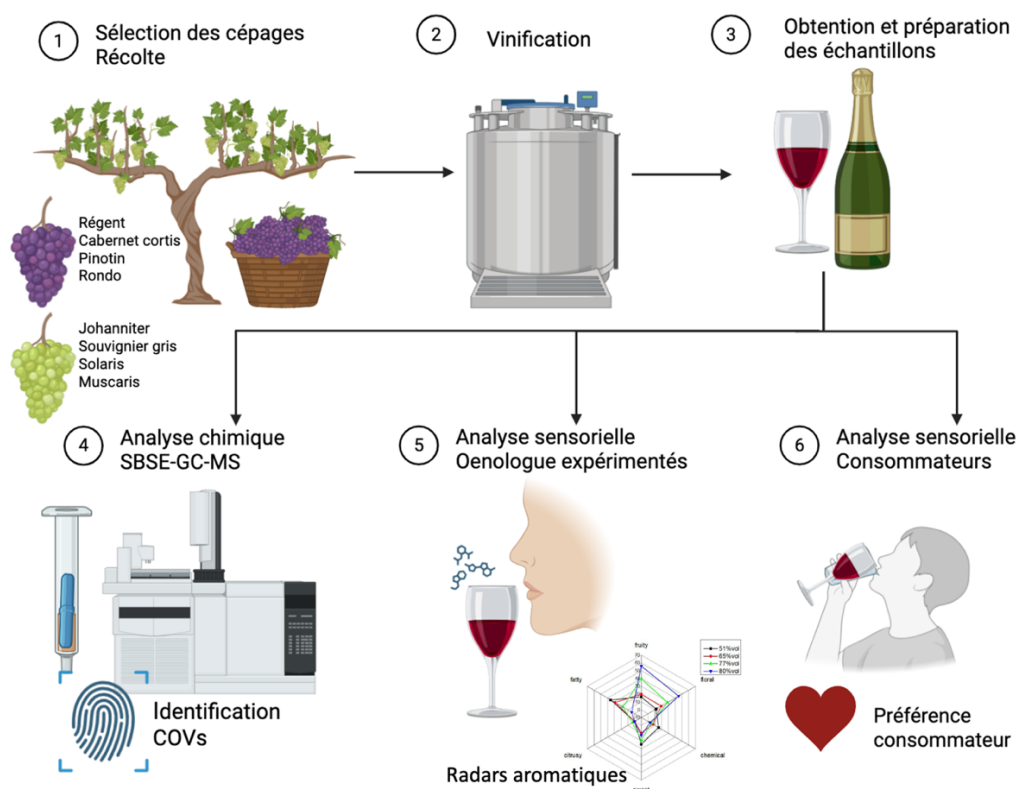 1
Sélection des cépages
Récolte
2
Vinification
3
Obtention et préparation
des échantillons
Régent
Cabernet cortis
Pinotin
Rondo
Johanniter
Souvignier gris
Solaris
Muscaris
4
Analyse chimique
SBSE-GC-MS
5
Analyse sensorielle
Oenologue expérimentés
6
Analyse sensorielle
Consommateurs
Identification
COVs
fruity
floral
chemical
citrusy
fatty
51%vol
65%vol
77%vol
80%vol
Radars aromatiques
Préférence
consommateur